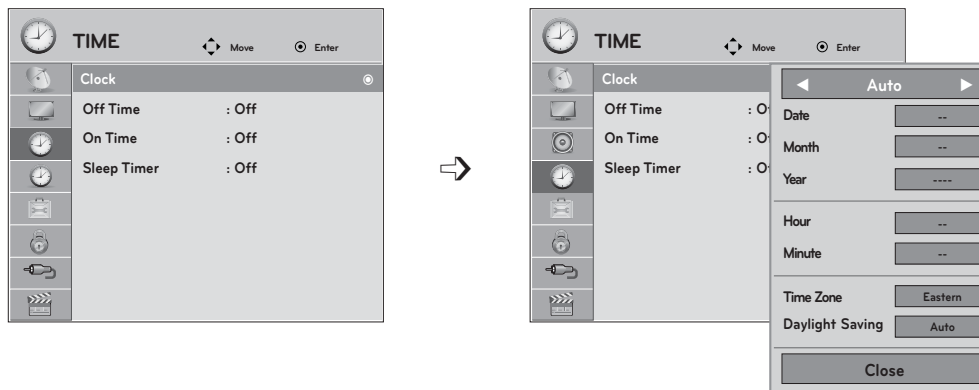 TIME
Move
Enter
Clock
Off Time : Off
On Time : Off
Sleep Timer : Off
TIME
Move
Enter
Clock
Off Time : O
On Time : O
Sleep Timer : O
Auto
Date --
Month --
Year ----
Hour --
Minute --
Time Zone Eastern
Daylight Saving Auto
Close